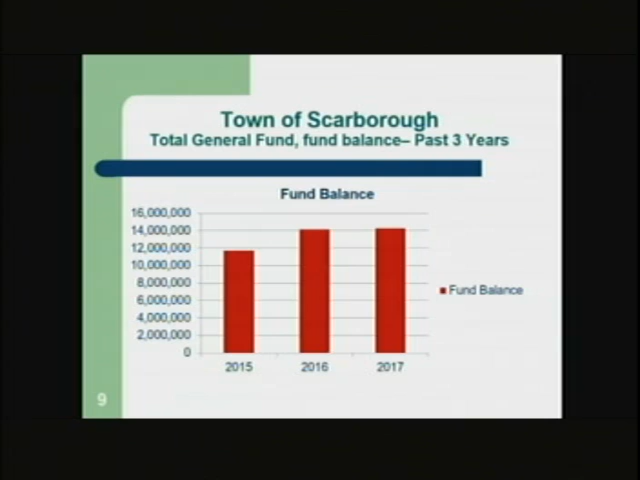 Town of Scarborough
Total General Fund, fund balance– Past 3 Years
Fund Balance
16,000,000
14,000,000
12,000,000
10,000,000
8,000,000
6,000,000
4,000,000
2,000,000
0
2015 2016 2017
Fund Balance
9